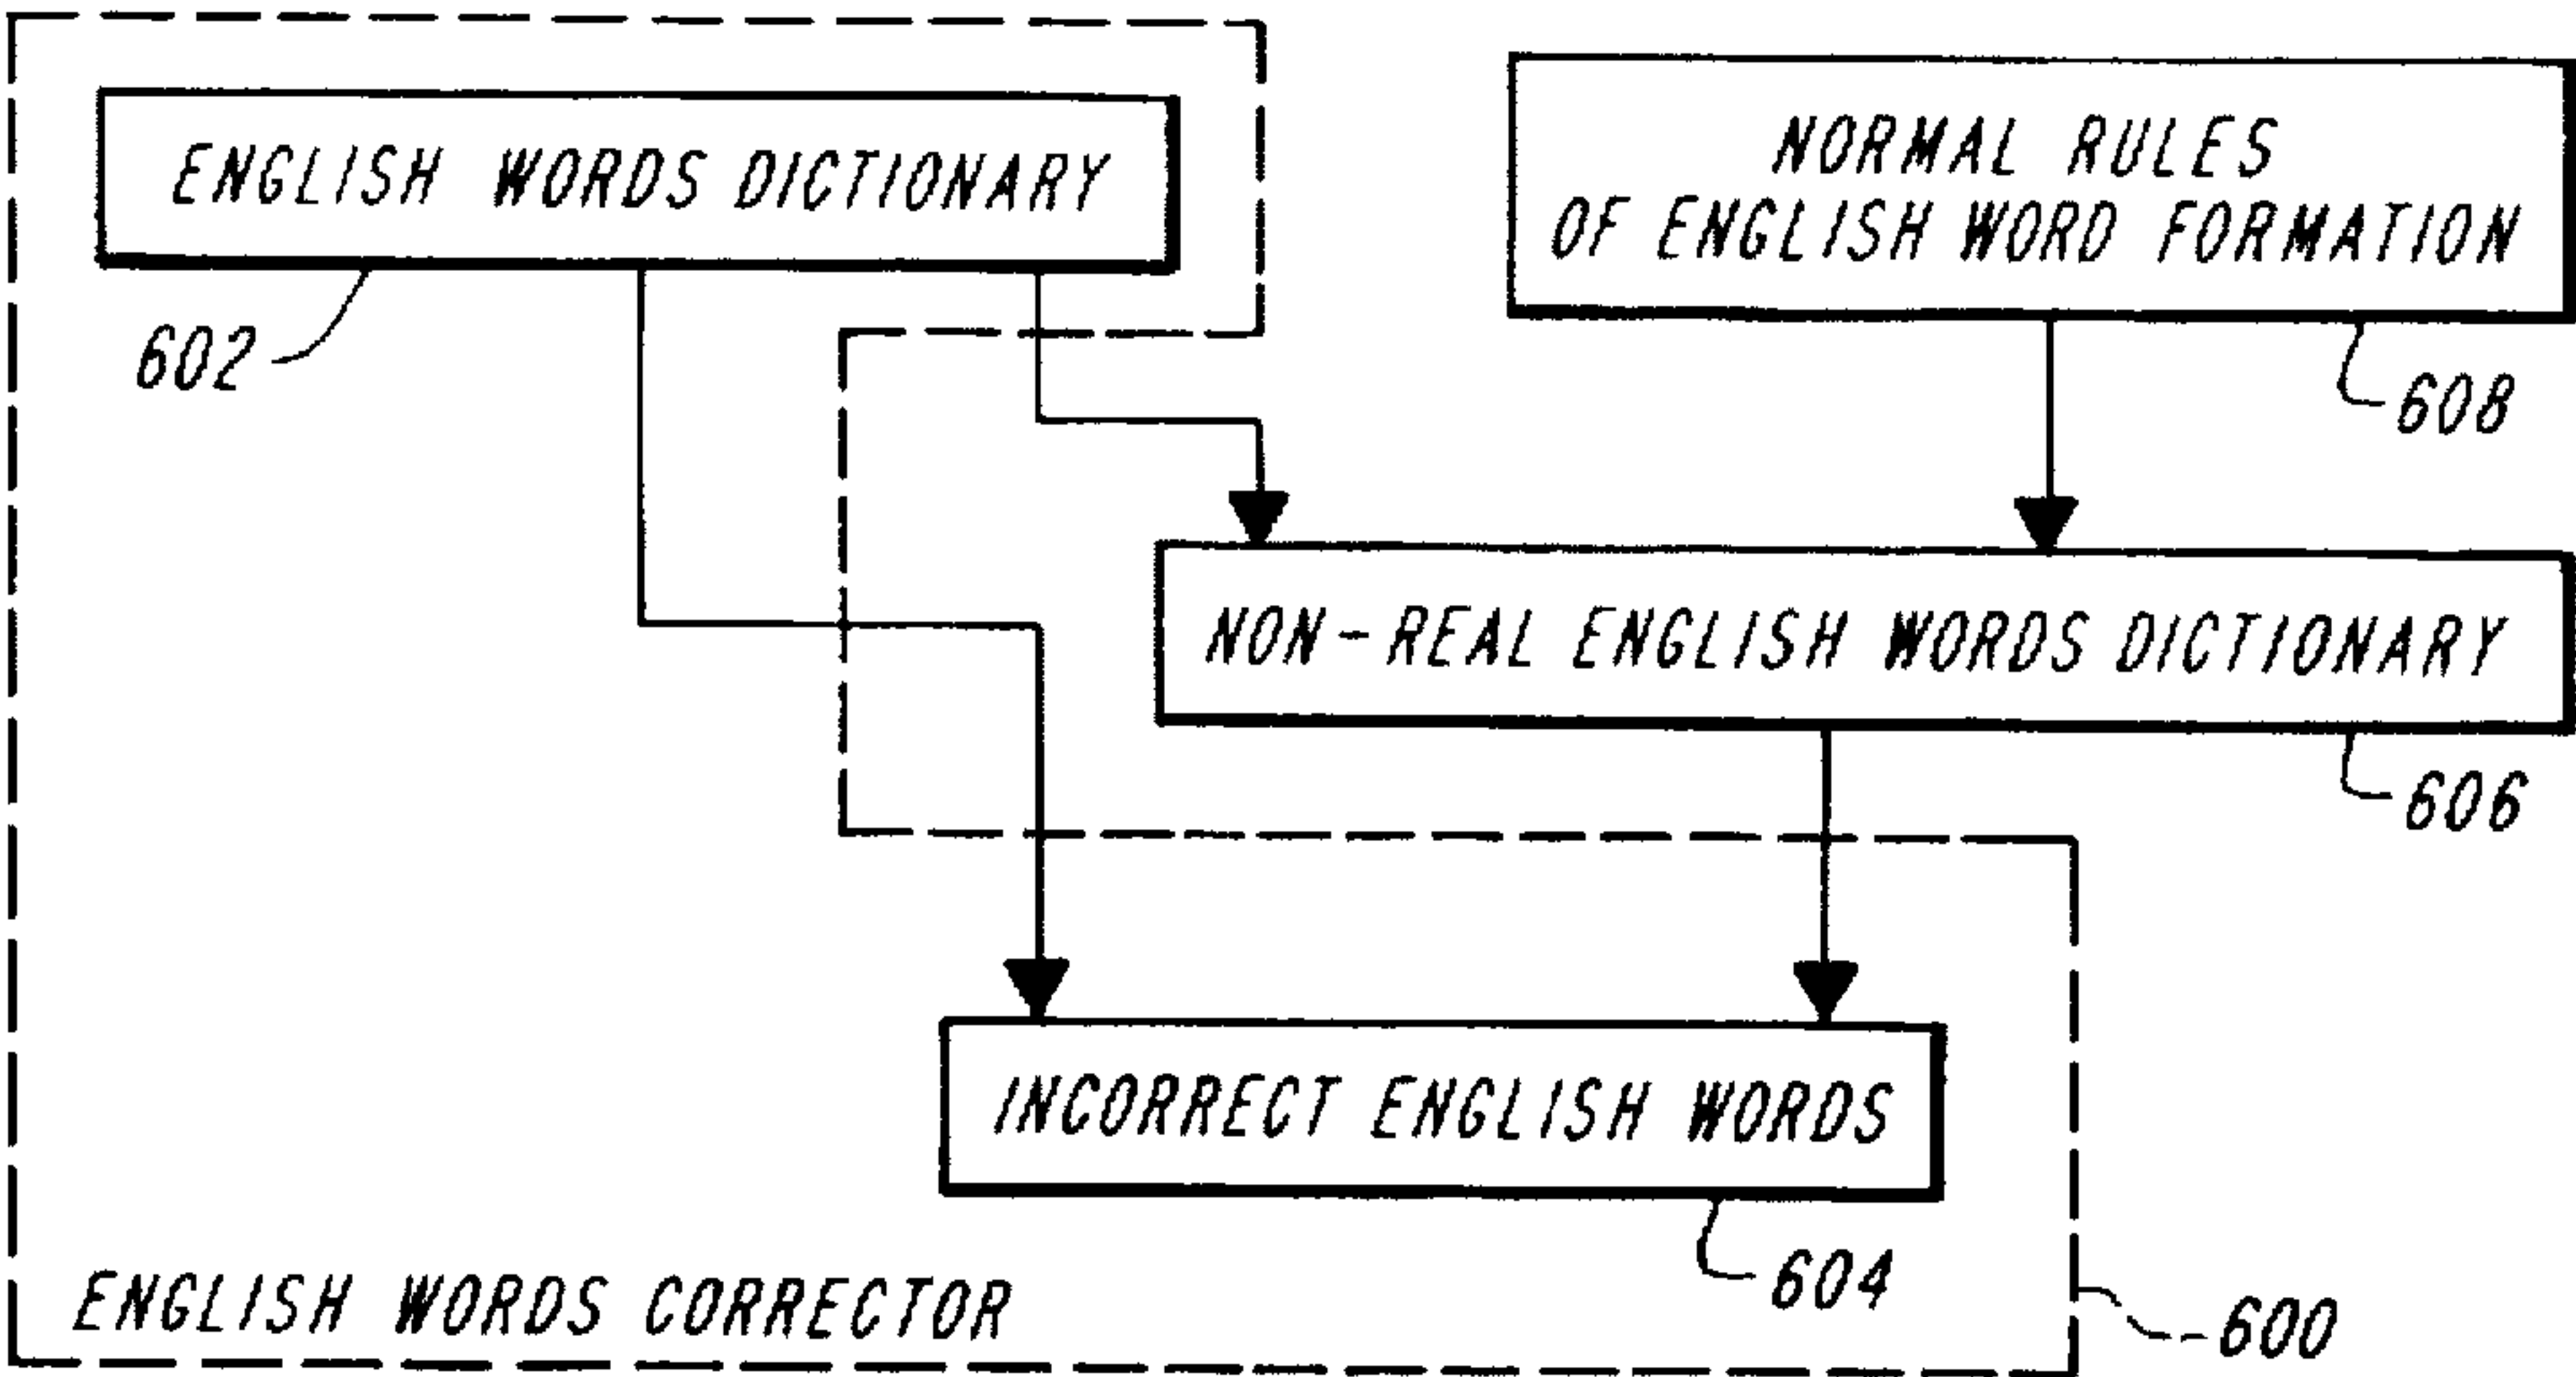 ENGLISH WORDS DICTIONARY
602
NORMAL RULES
OF ENGLISH WORD FORMATION
608
NON-REAL ENGLISH WORDS DICTIONARY
606
INCORRECT ENGLISH WORDS
604
ENGLISH WORDS CORRECTOR
600